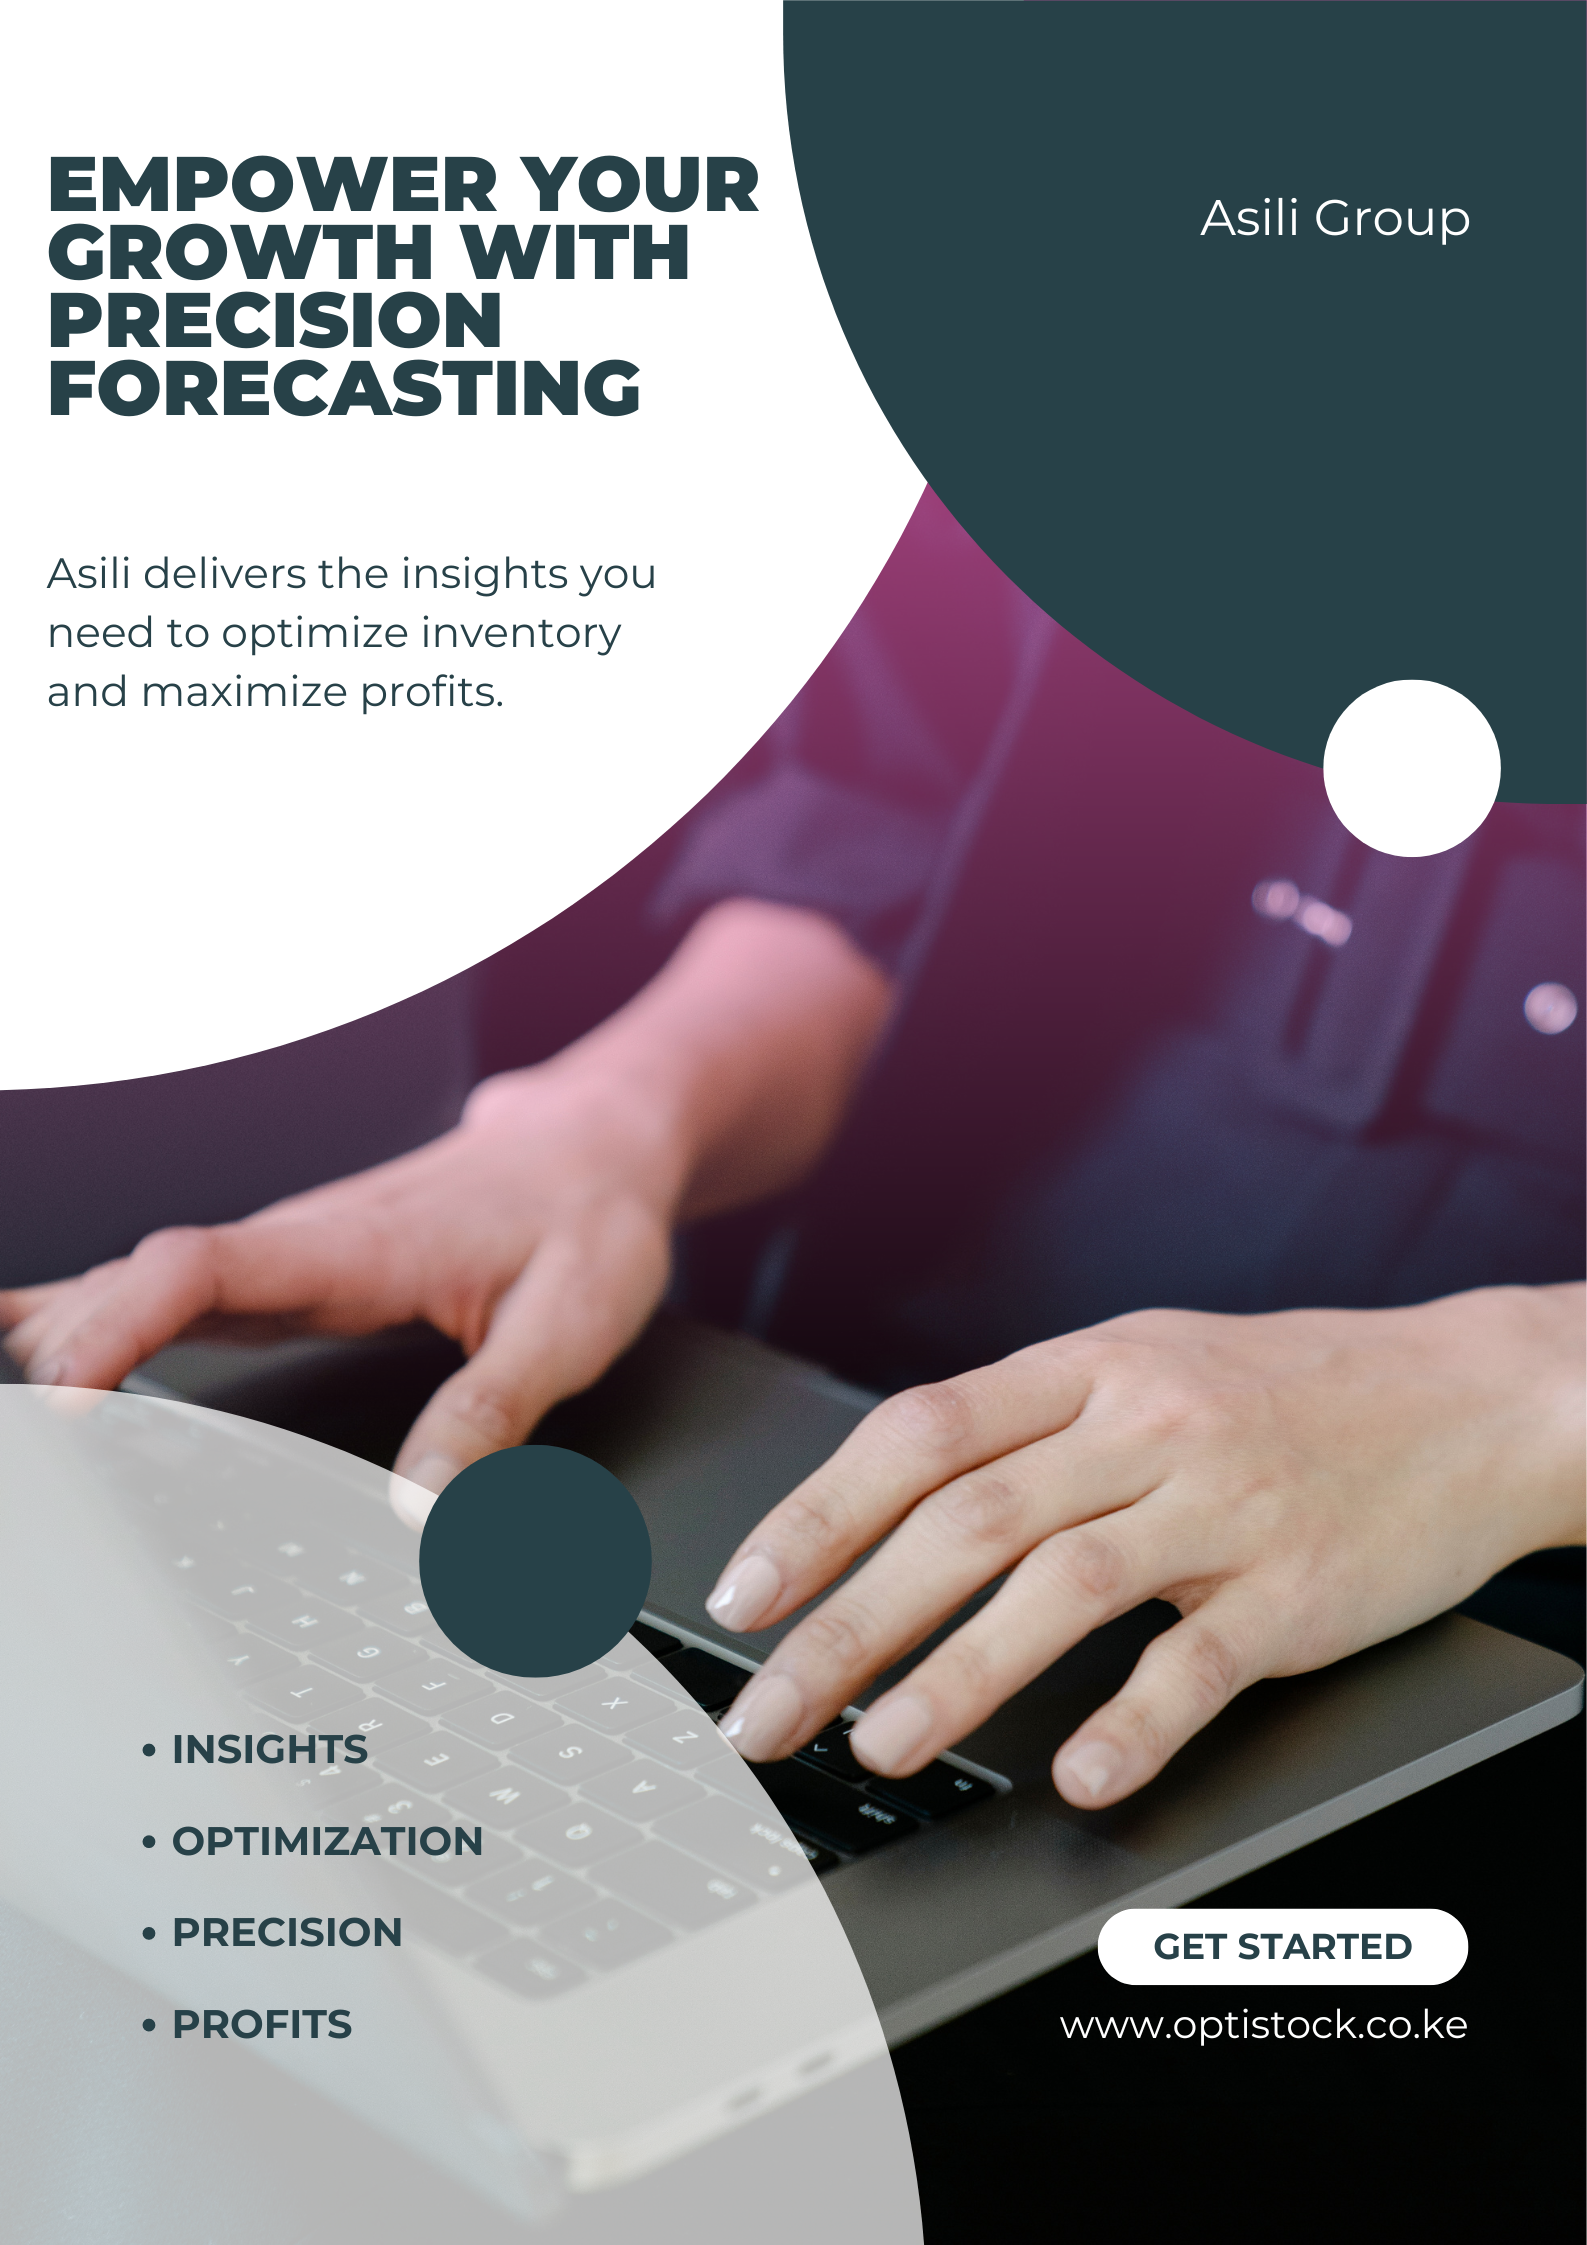 EMPOWER YOUR
GROWTH WITH
PRECISION
FORECASTING
Asili Group
Asili delivers the insights you
need to optimize inventory
and maximize profits.
• INSIGHTS
• OPTIMIZATION
• PRECISION
• PROFITS
GET STARTED
www.optistock.co.ke